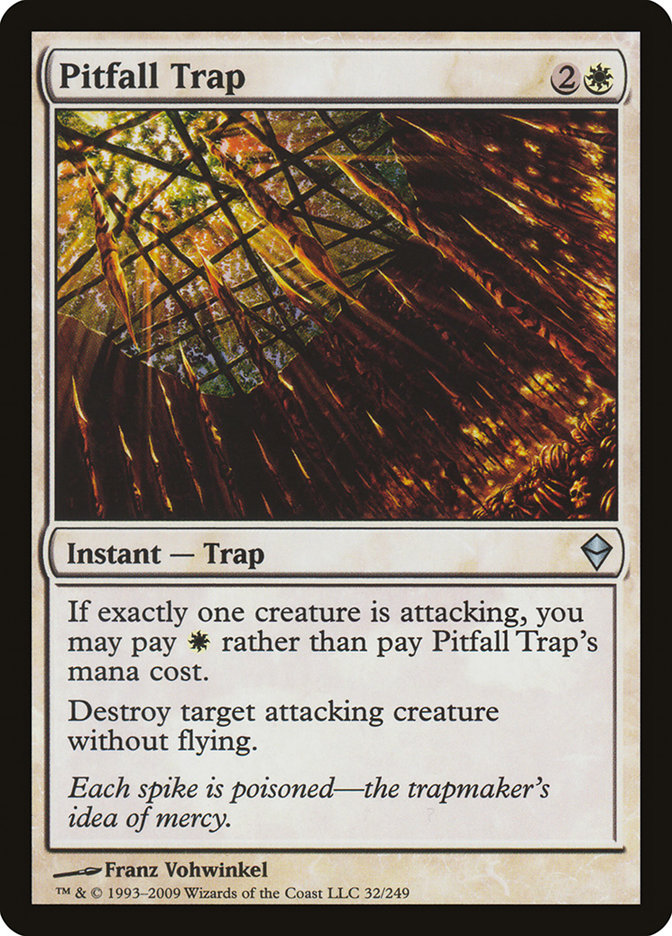 Pitfall Trap 2
Instant — Trap
If exactly one creature is attacking, you
may pay rather than pay Pitfall Trap's
mana cost.
Destroy target attacking creature
without flying.
Each spike is poisoned—the trapmaker's
idea of mercy.
Franz Vohwinkel
™ & © 1993–2009 Wizards of the Coast LLC 32/249